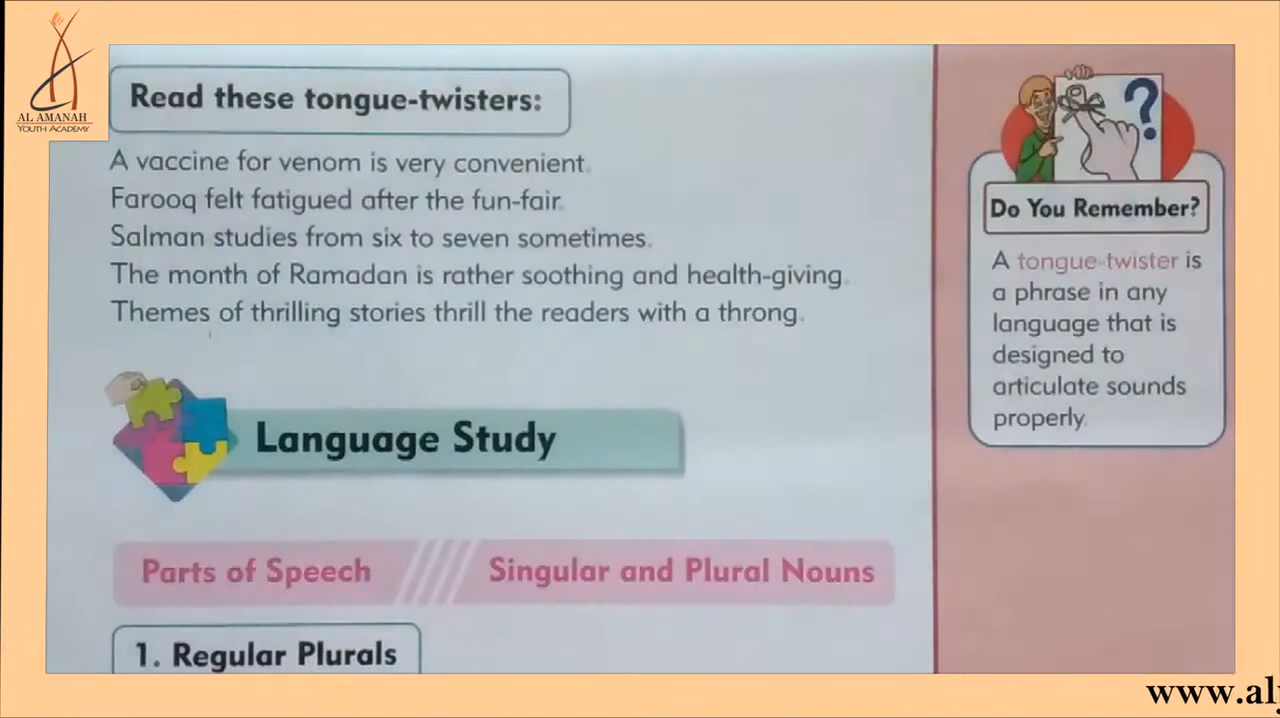 AL AMANAH
YOUTH ACADEMY
Read these tongue-twisters:
A vaccine for venom is very convenient.
Farooq felt fatigued after the fun-fair.
Salman studies from six to seven sometimes.
The month of Ramadan is rather soothing and health-giving.
Themes of thrilling stories thrill the readers with a throng.
?
Do You Remember?
A tongue-twister is
a phrase in any
language that is
designed to
articulate sounds
properly.
Language Study
Parts of Speech
Singular and Plural Nouns
1. Regular Plurals